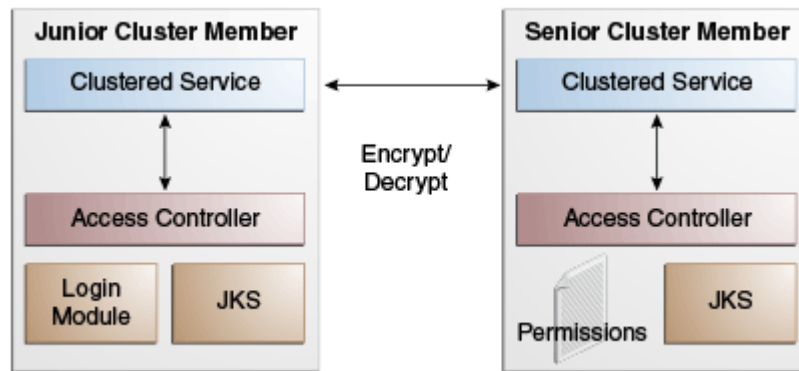 Junior Cluster Member
Clustered Service
Access Controller
Login
Module
JKS
Encrypt/
Decrypt
Senior Cluster Member
Clustered Service
Access Controller
Permissions
JKS